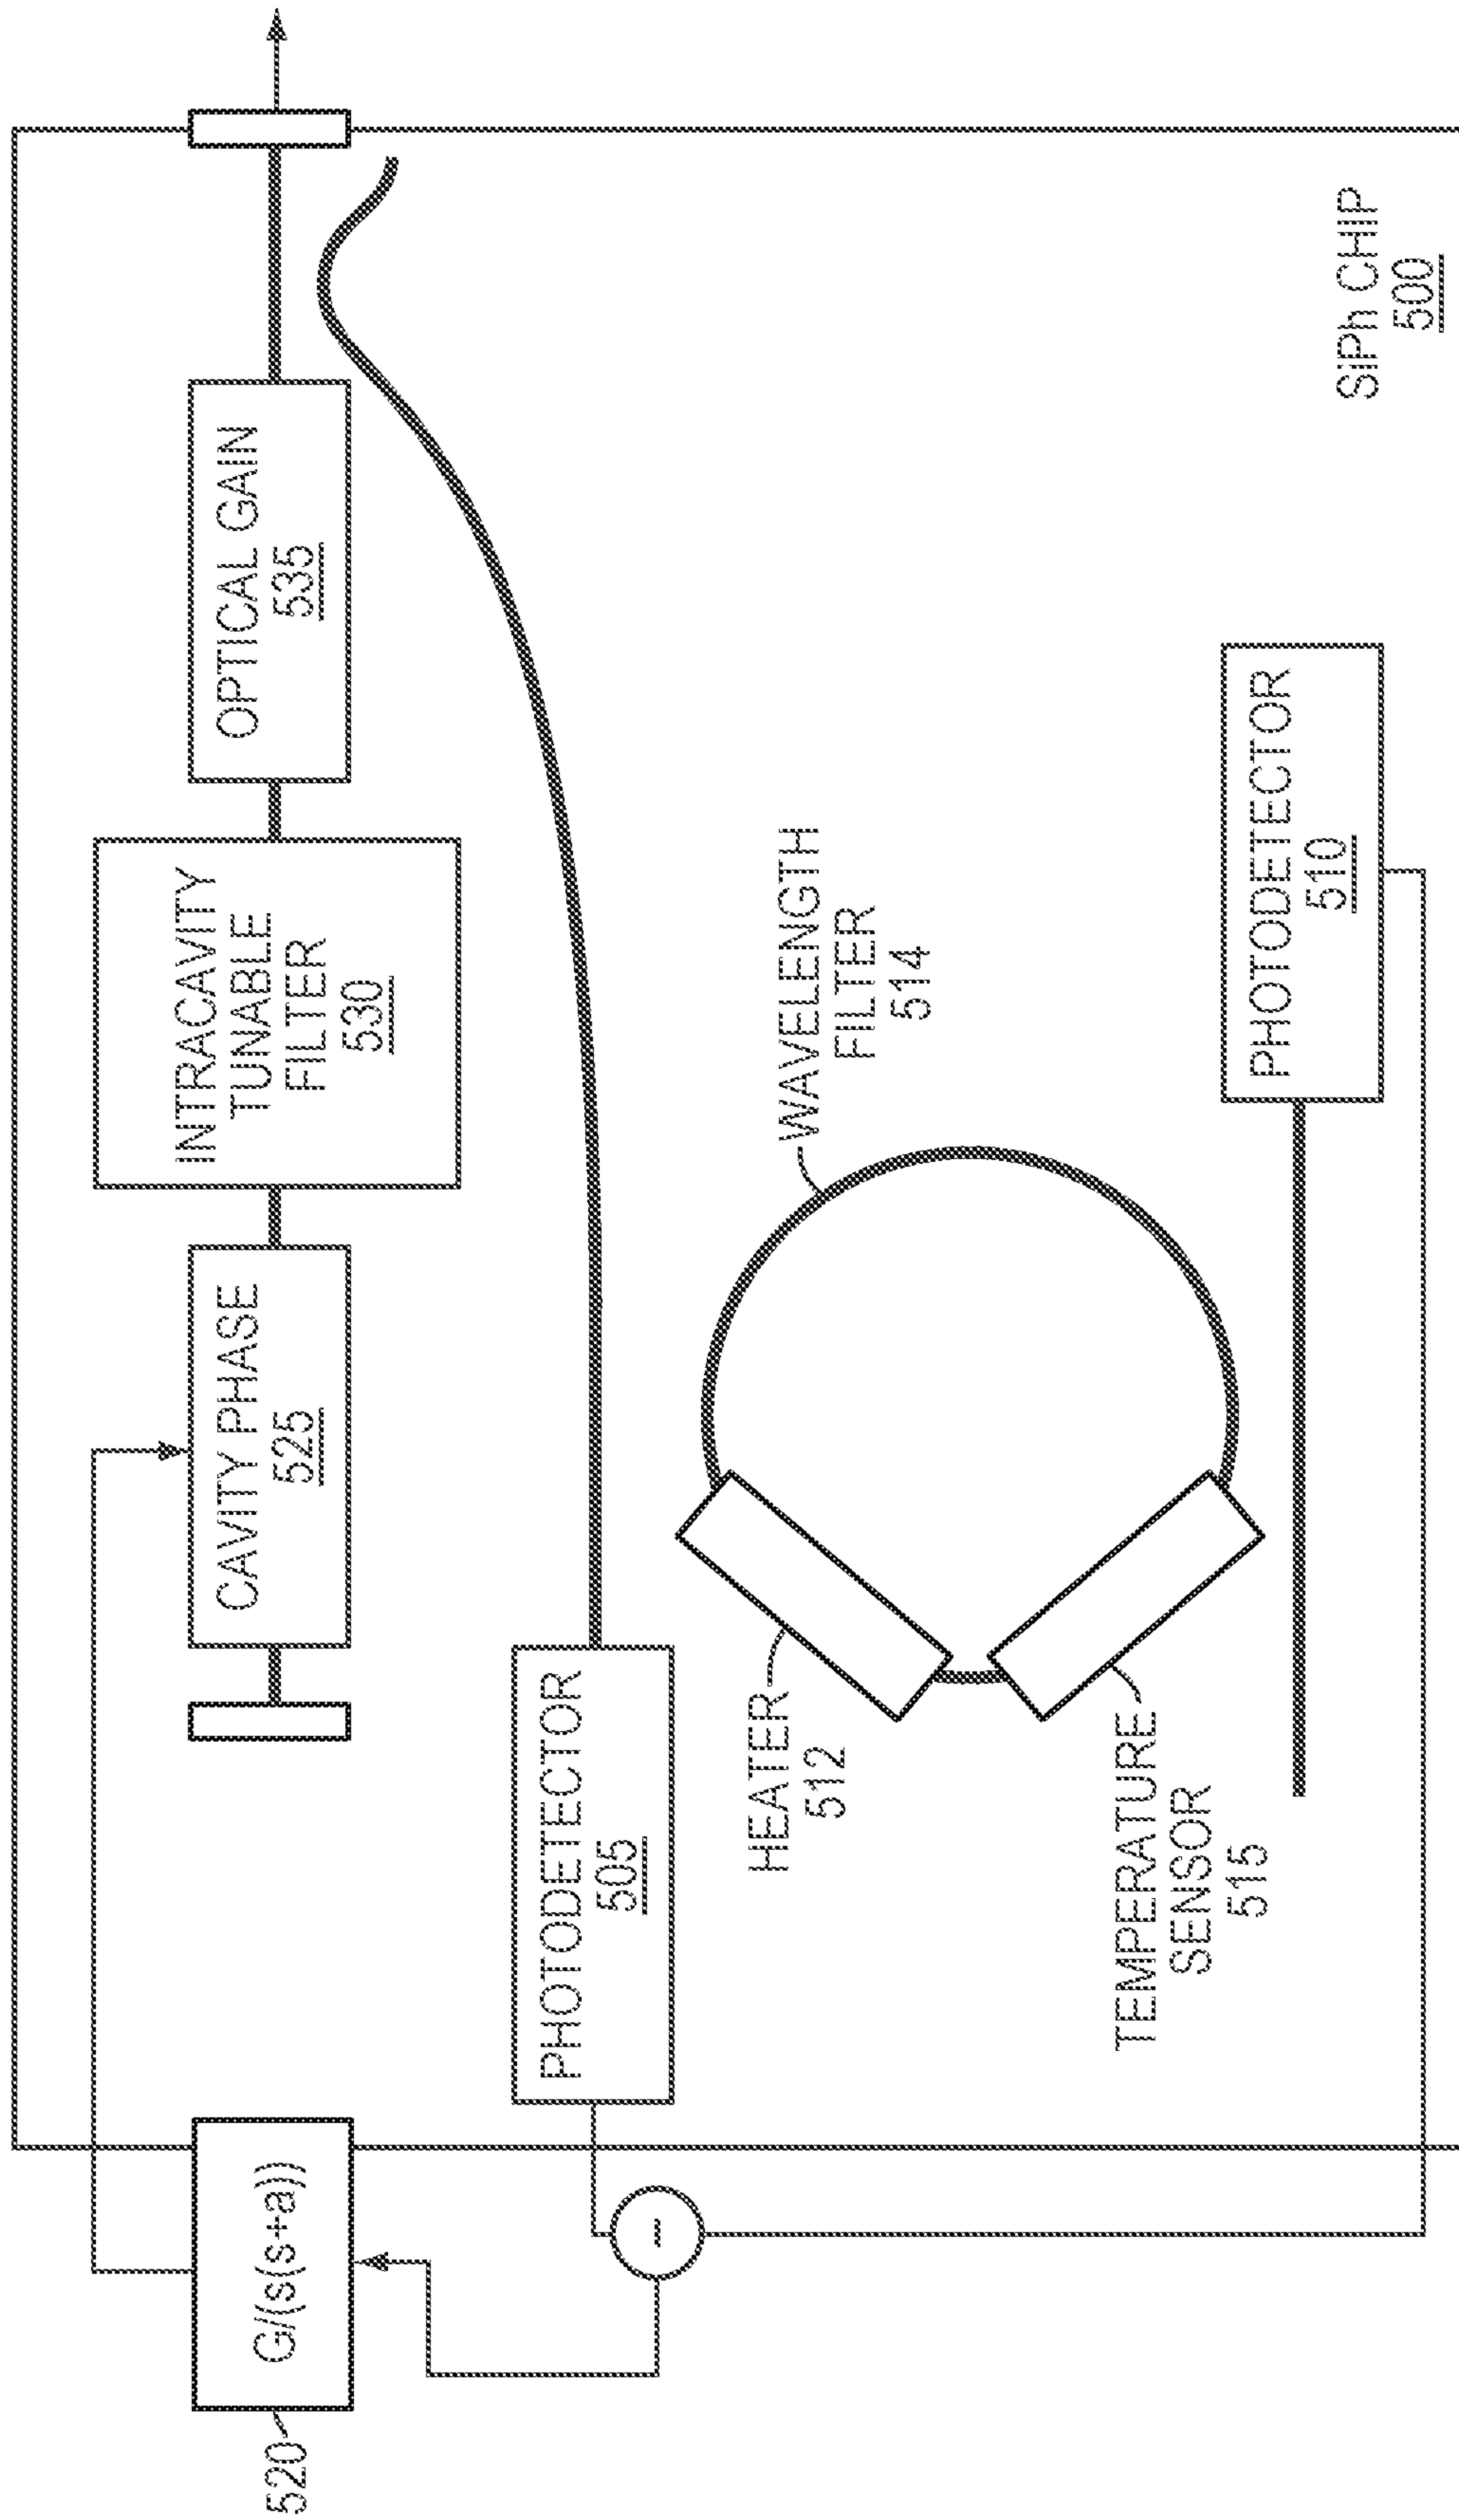 520
G/(s(s+a))
CAVITY PHASE
525
INTRACAVITY
TUNABLE
FILTER
530
OPTICAL GAIN
535
PHOTODETECTOR
505
HEATER
512
WAVELENGTH
FILTER
514
TEMPERATURE
SENSOR
515
PHOTODETECTOR
510
SiPh CHIP
500
-